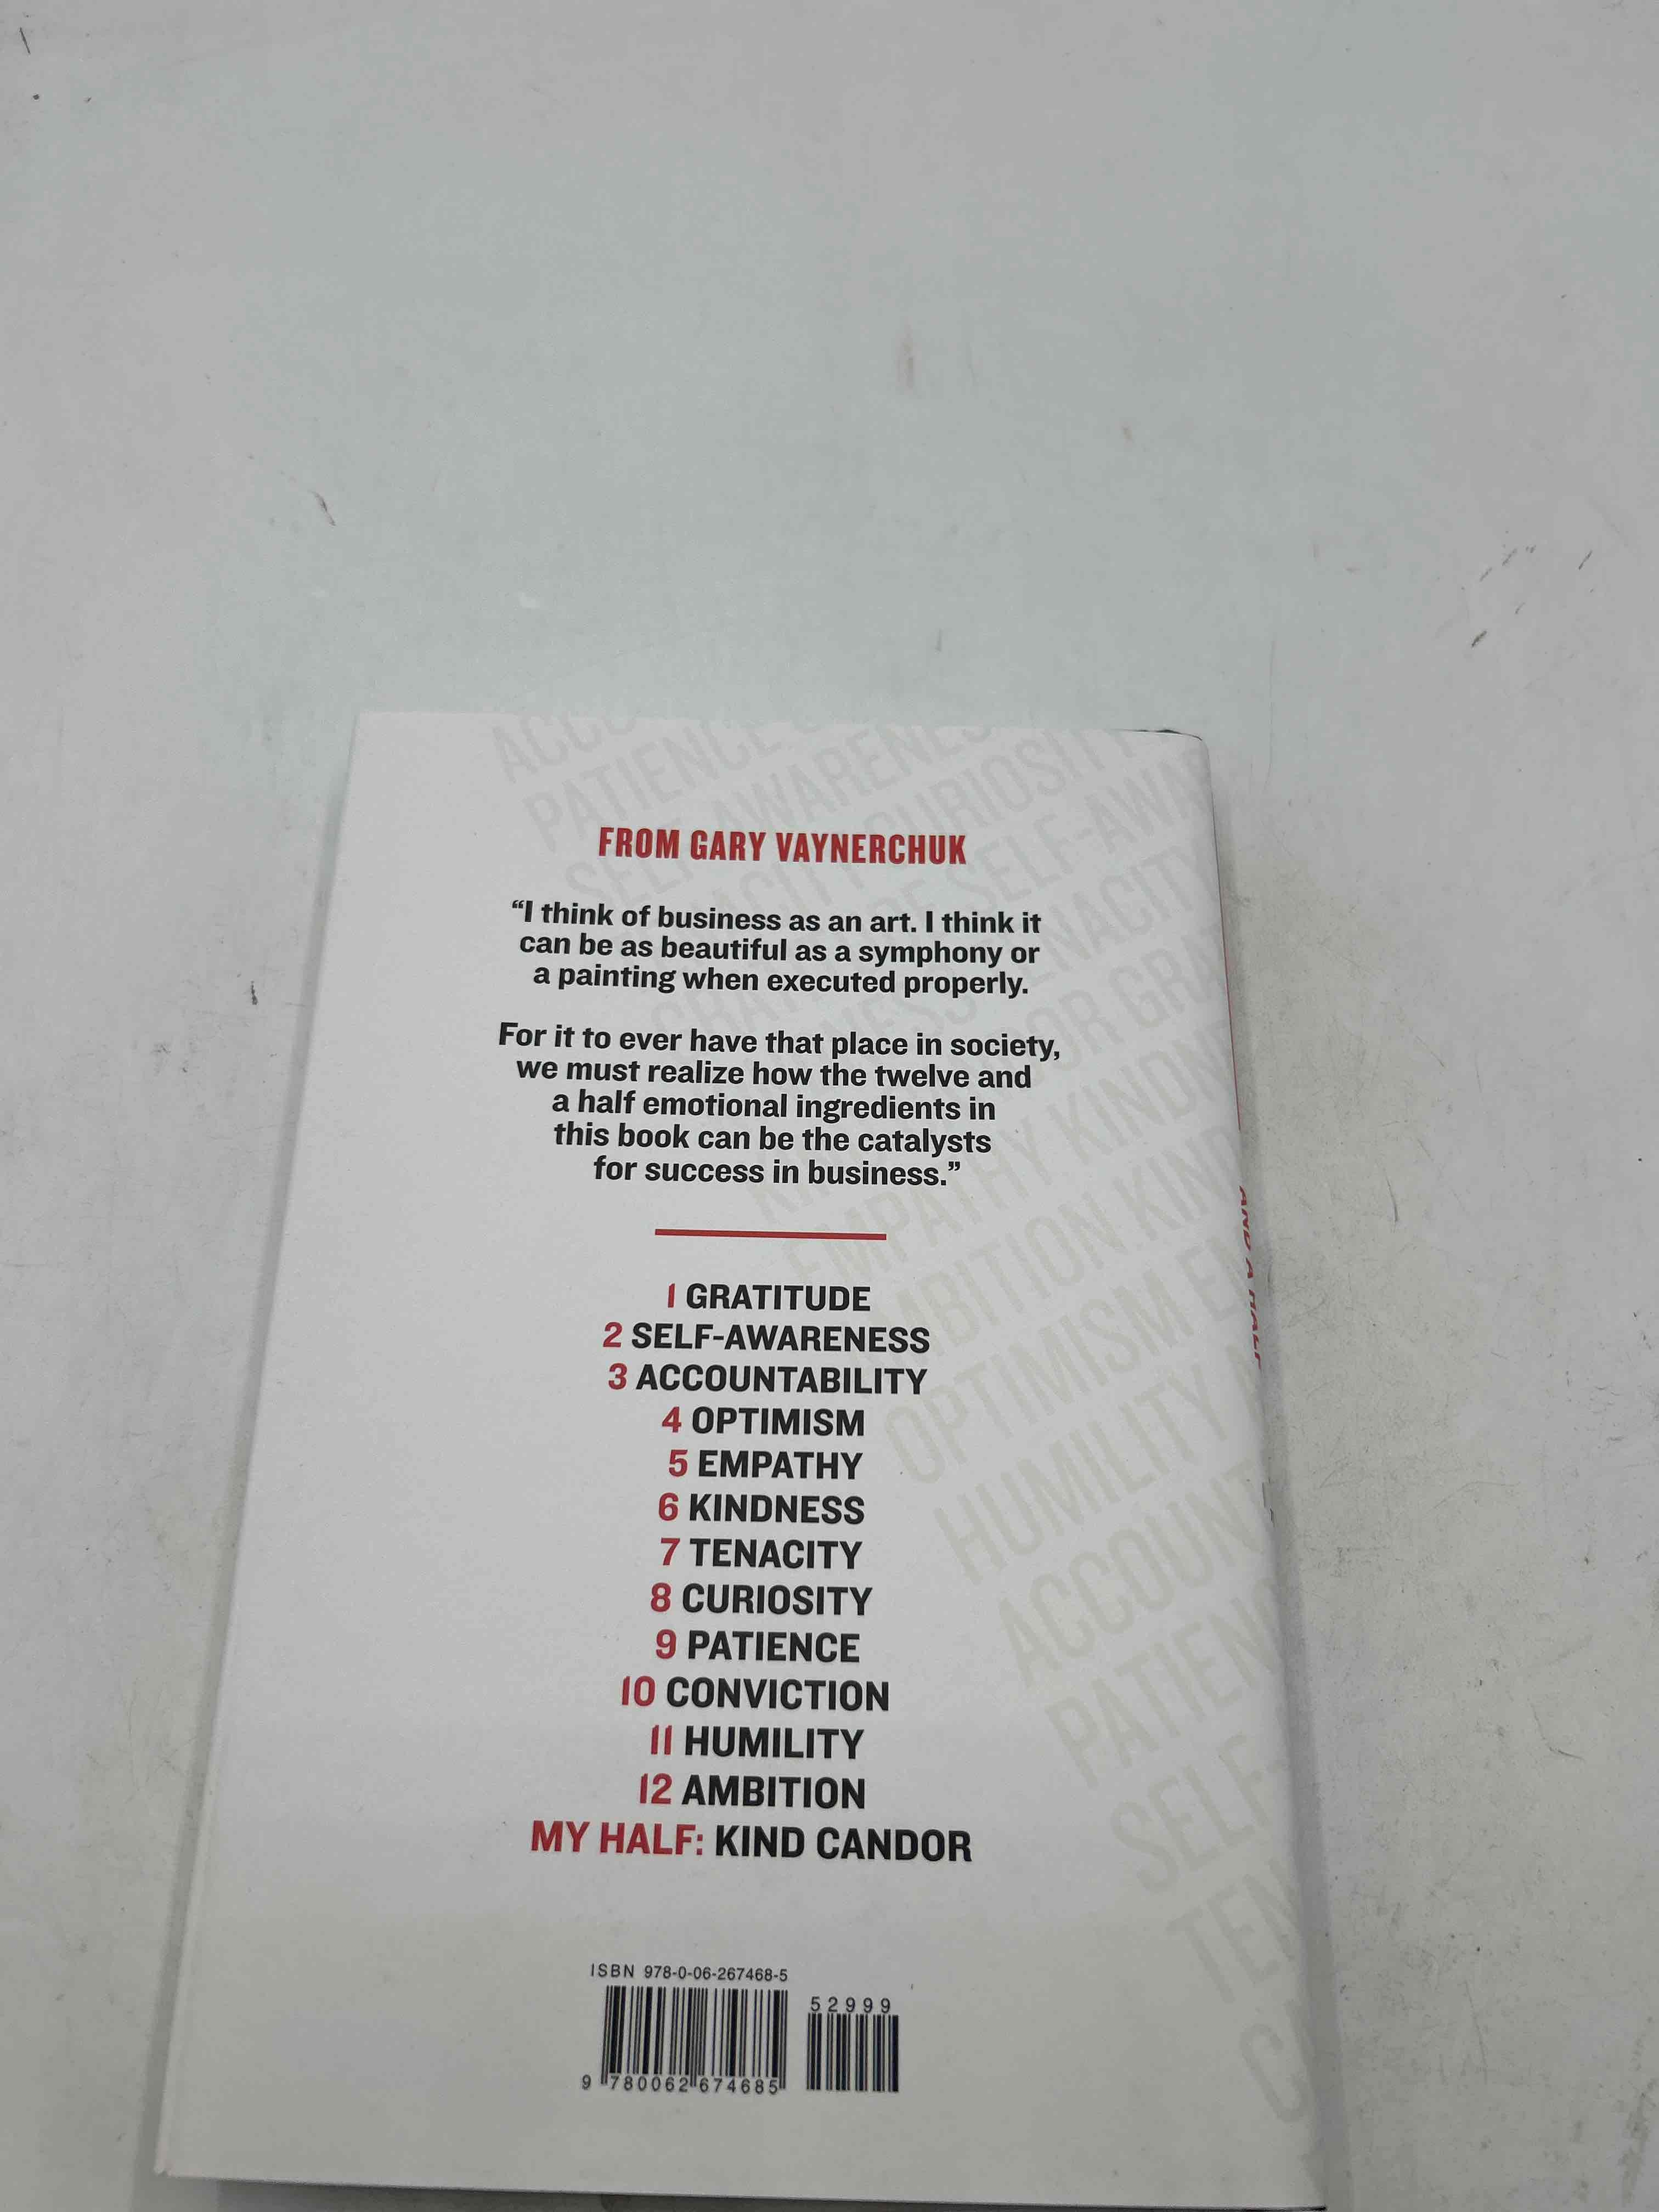 FROM GARY VAYNERCHUK
“I think of business as an art. I think it
can be as beautiful as a symphony or
a painting when executed properly.
For it to ever have that place in society,
we must realize how the twelve and
a half emotional ingredients in
this book can be the catalysts
for success in business.”
1 GRATITUDE
2 SELF-AWARENESS
3 ACCOUNTABILITY
4 OPTIMISM
5 EMPATHY
6 KINDNESS
7 TENACITY
8 CURIOSITY
9 PATIENCE
10 CONVICTION
11 HUMILITY
12 AMBITION
MY HALF: KIND CANDOR
ISBN 978-0-06-267468-5
52999
9 780062 674685
AND A HALF